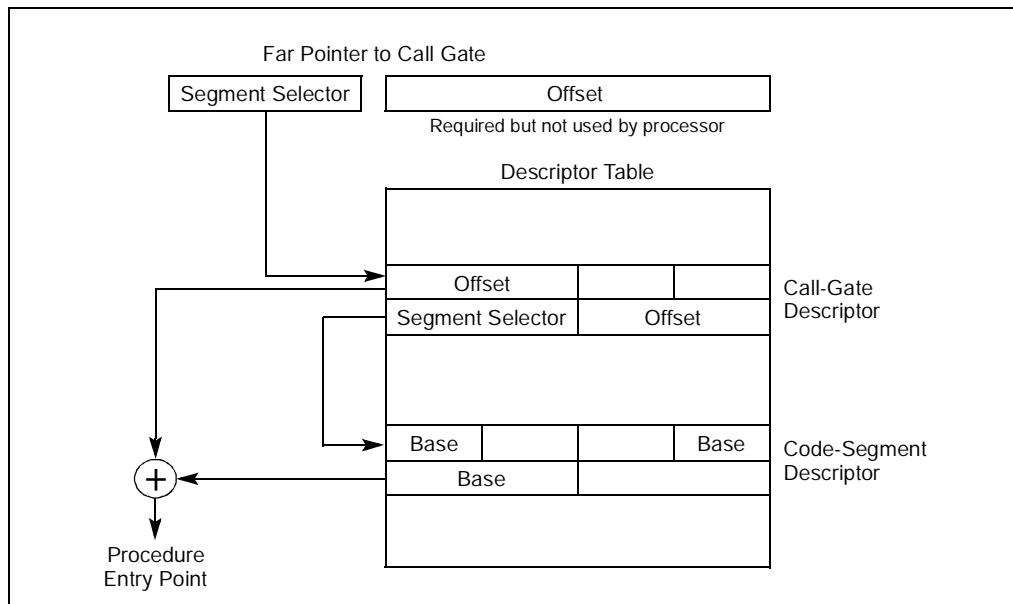 Far Pointer to Call Gate
Segment Selector
Offset
Required but not used by processor
Descriptor Table
Offset
Call-Gate
Descriptor
Segment Selector
Offset
Base
Base
Code-Segment
Descriptor
Base
+
Procedure
Entry Point